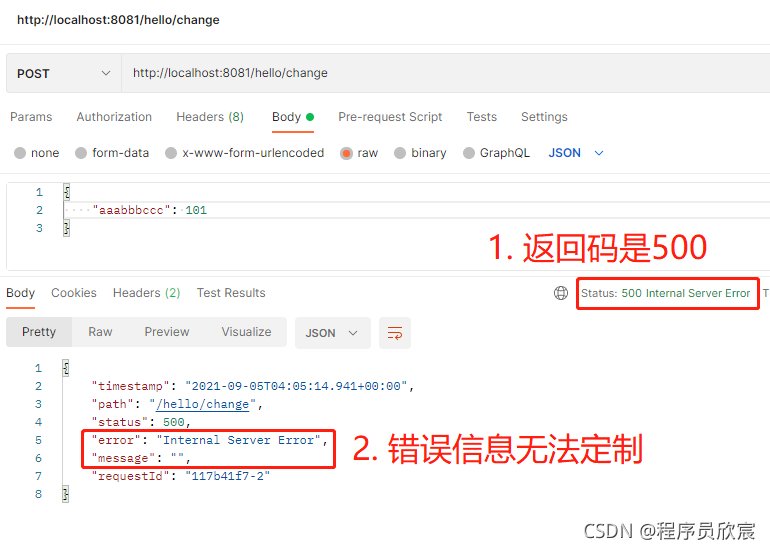 http://localhost:8081/hello/change
POST http://localhost:8081/hello/change
Params Authorization Headers (8) Body Pre-request Script Tests Settings
none form-data x-www-form-urlencoded raw binary GraphQL JSON
1 {
2 "aaabbbccc": 101
3 }
1. 返回码是500
Body Cookies Headers (2) Test Results Status: 500 Internal Server Error T
Pretty Raw Preview Visualize JSON
1 {
2 "timestamp": "2021-09-05T04:05:14.941+00:00",
3 "path": "/hello/change",
4 "status": 500,
5 "error": "Internal Server Error",
6 "message": "",
7 "requestId": "117b41f7-2"
8 }
2. 错误信息无法定制
CSDN @程序员欣宸